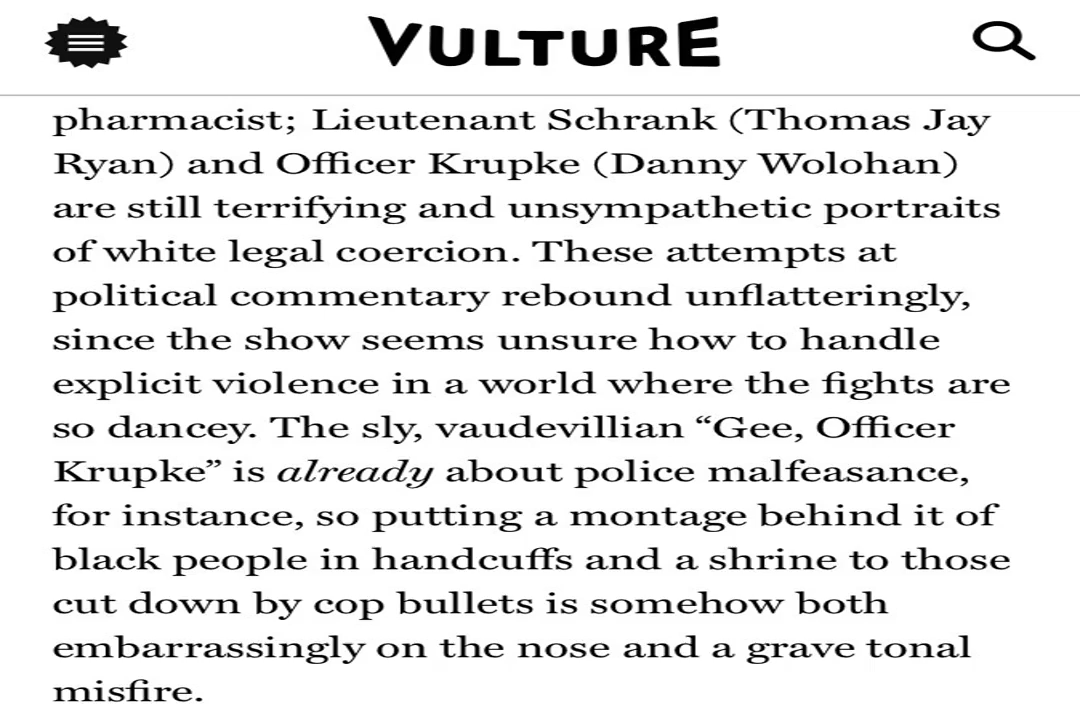 VULTURE
pharmacist; Lieutenant Schrank (Thomas Jay
Ryan) and Officer Krupke (Danny Wolohan)
are still terrifying and unsympathetic portraits
of white legal coercion. These attempts at
political commentary rebound unflatteringly,
since the show seems unsure how to handle
explicit violence in a world where the fights are
so dancey. The sly, vaudevillian “Gee, Officer
Krupke” is already about police malfeasance,
for instance, so putting a montage behind it of
black people in handcuffs and a shrine to those
cut down by cop bullets is somehow both
embarrassingly on the nose and a grave tonal
misfire.